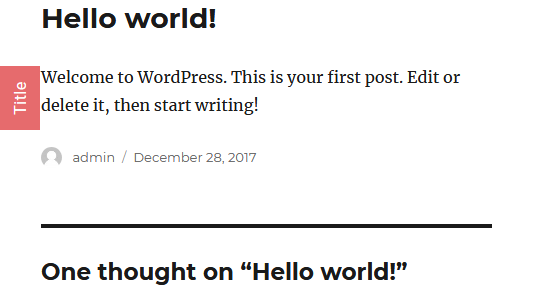 Hello world!
Title
Welcome to WordPress. This is your first post. Edit or
delete it, then start writing!
admin / December 28, 2017
One thought on “Hello world!”